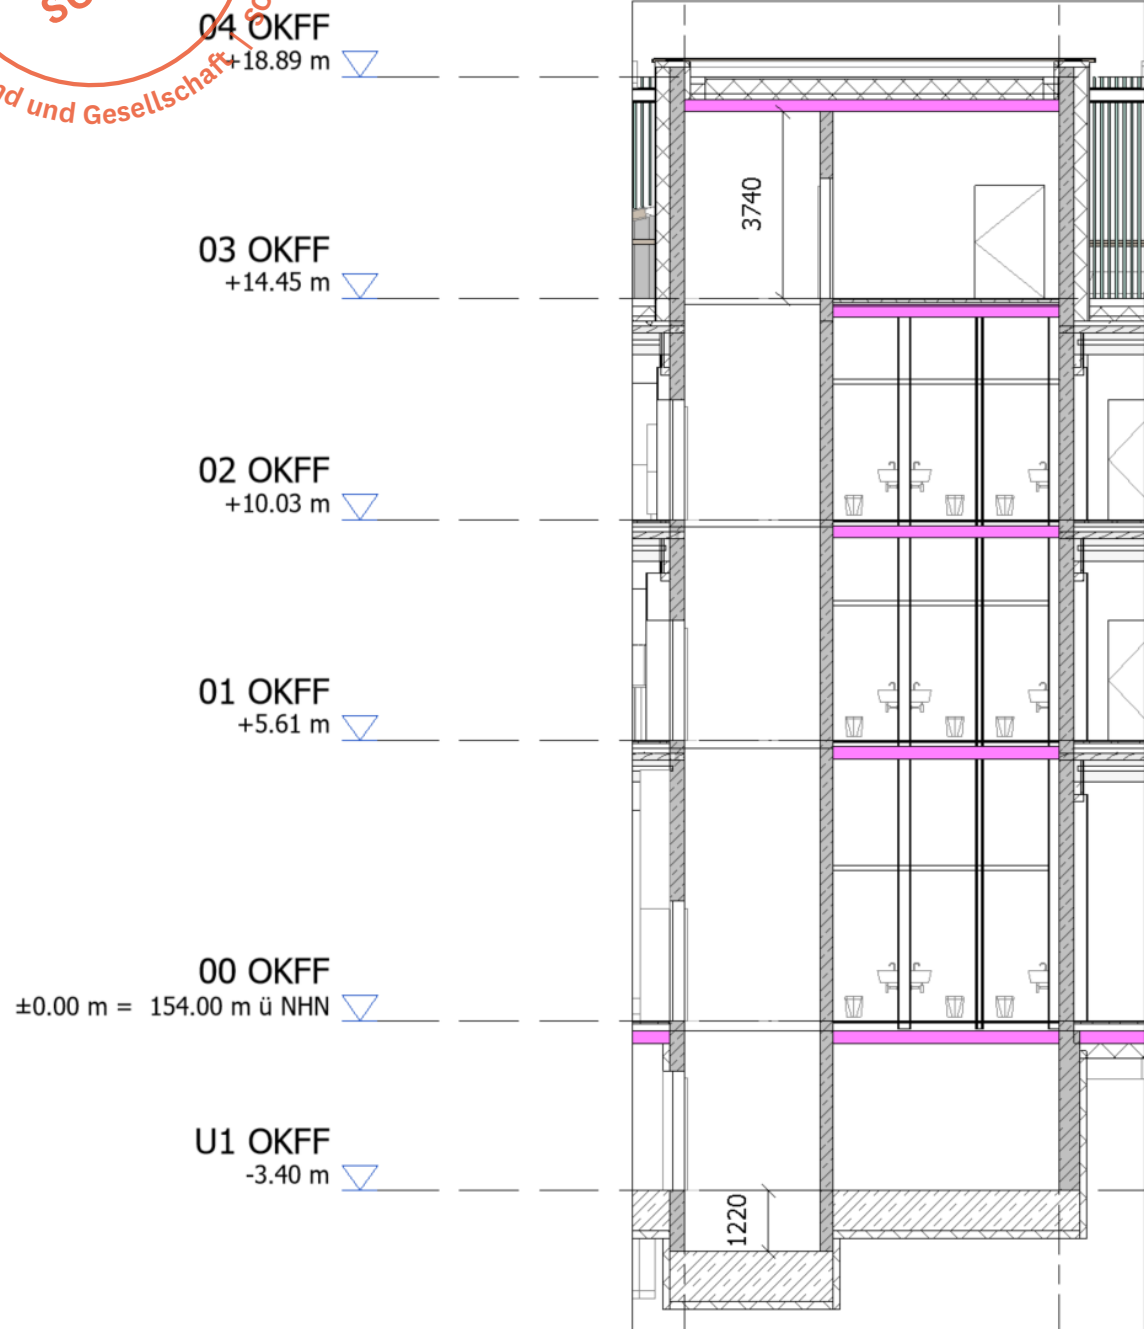 04 OKFF
+18.89 m
nd und Gesellschaft
3740
03 OKFF
+14.45 m
02 OKFF
+10.03 m
01 OKFF
+5.61 m
00 OKFF
±0.00 m = 154.00 m ü NHN
U1 OKFF
-3.40 m
1220